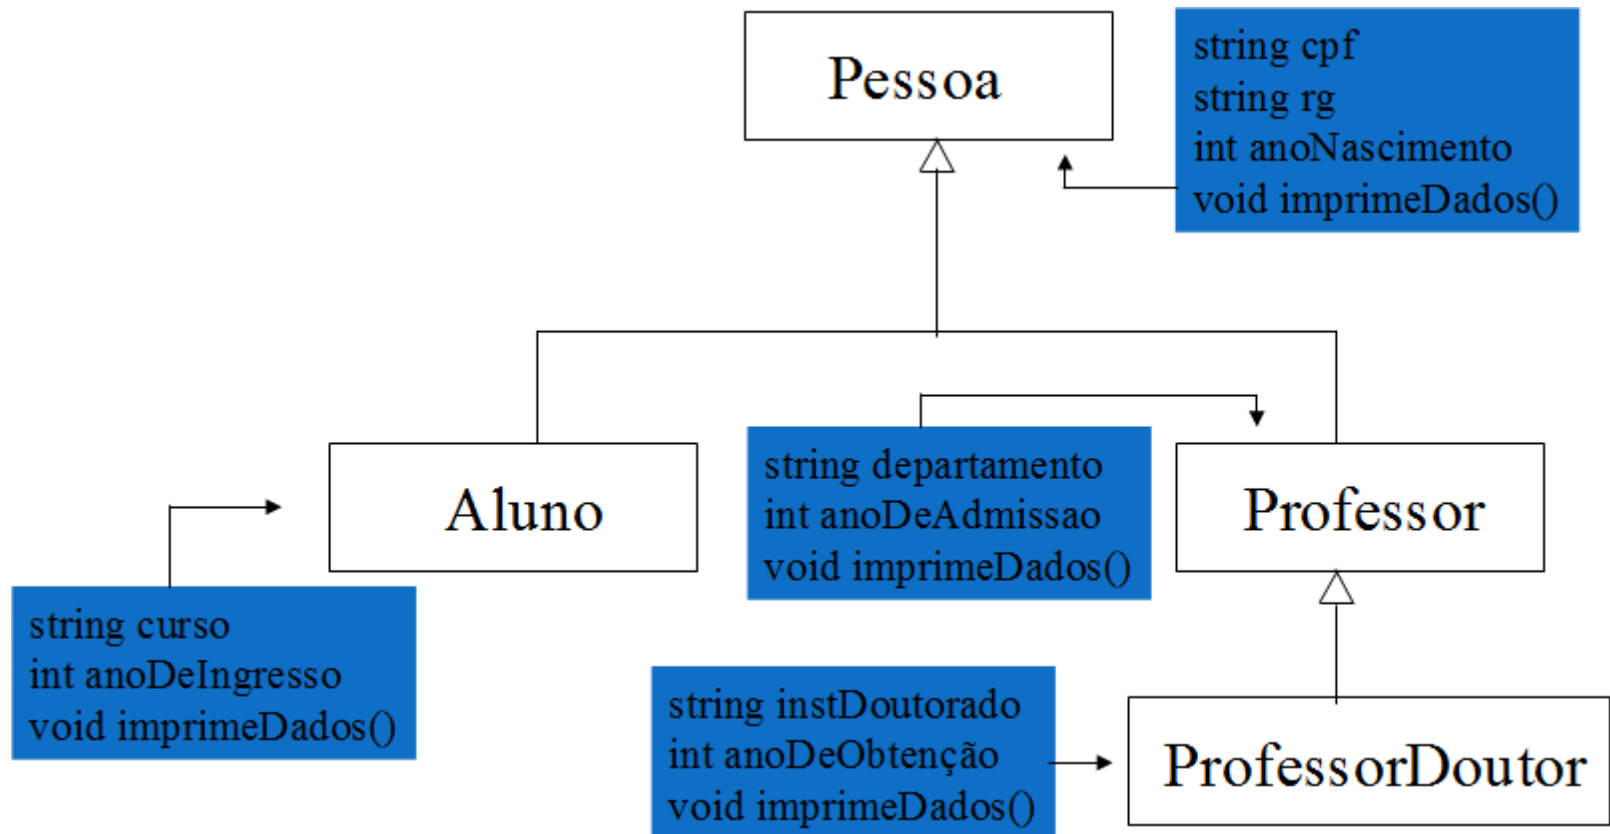 Pessoa
string cpf
string rg
int anoNascimento
void imprimeDados()
Aluno
string departamento
int anoDeAdmissao
void imprimeDados()
Professor
string curso
int anoDeIngresso
void imprimeDados()
string instDoutorado
int anoDeObtenção
void imprimeDados()
ProfessorDoutor